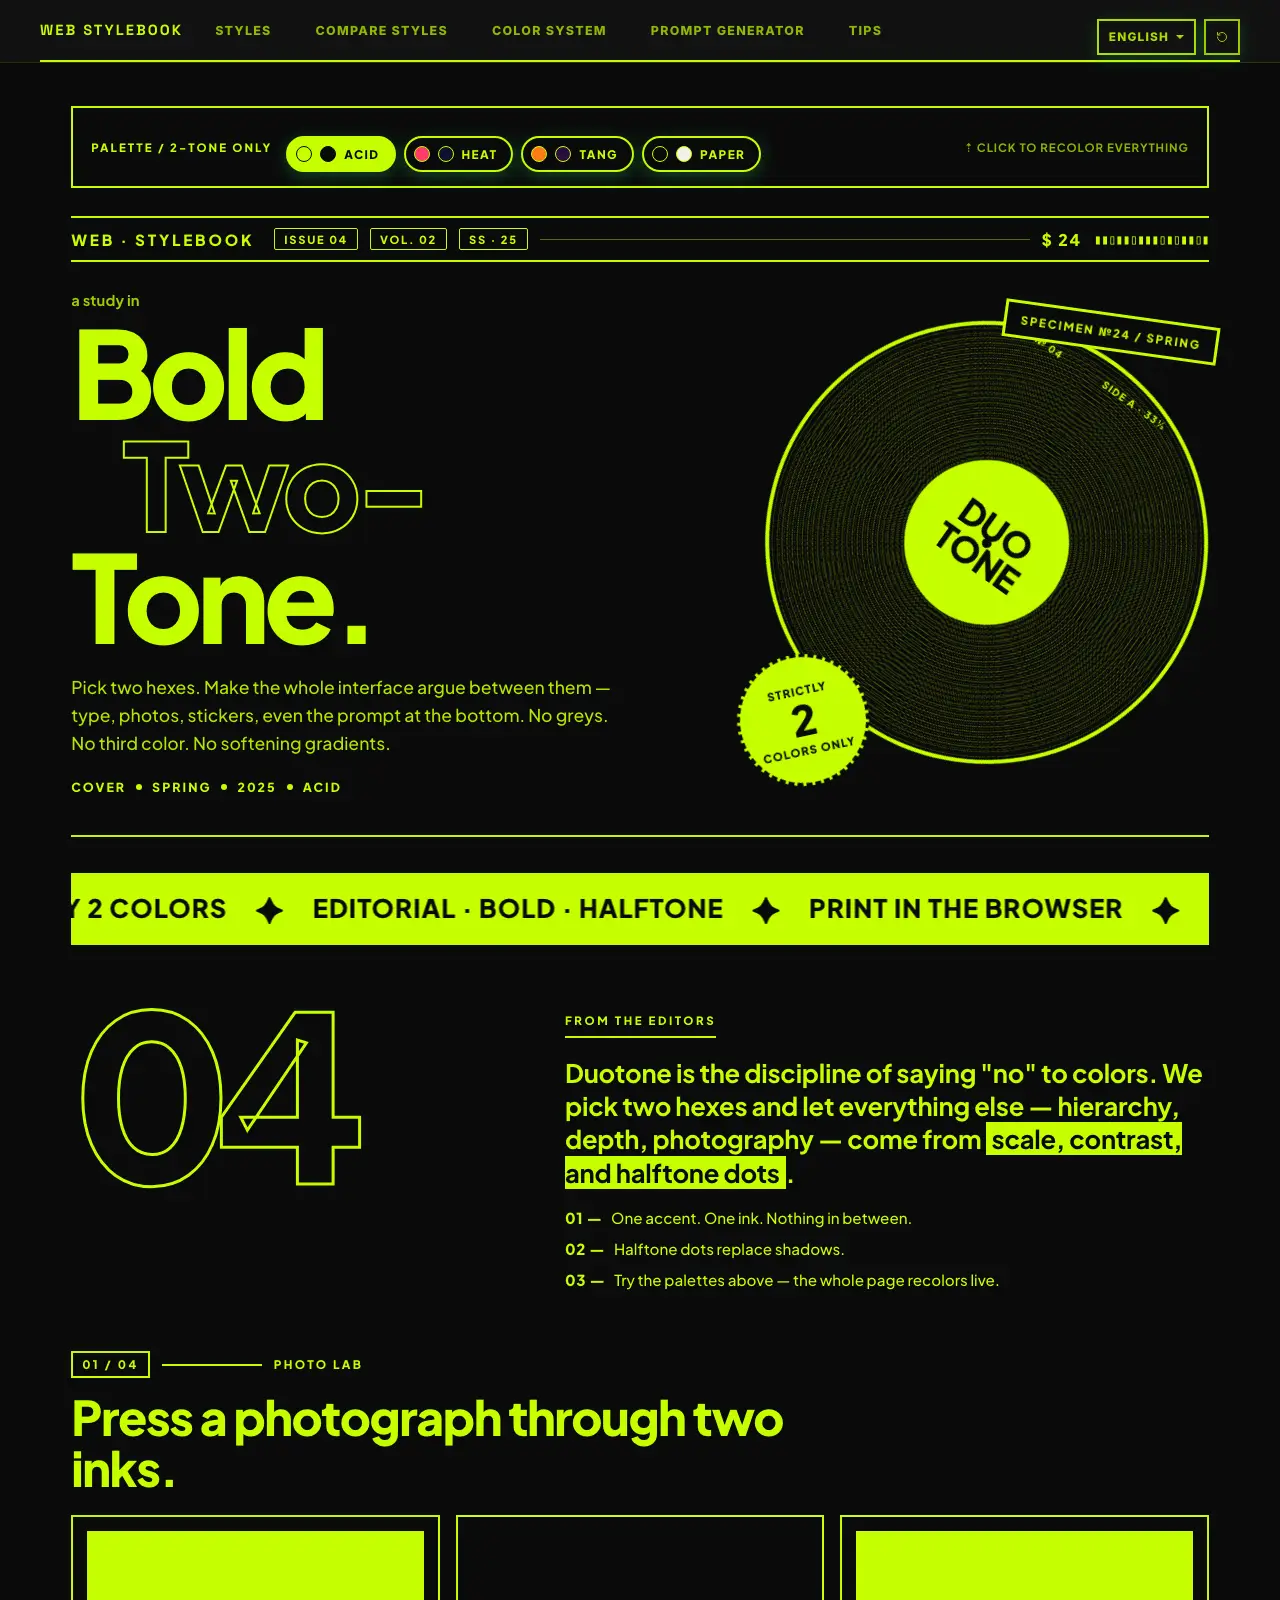 WEB STYLEBOOK STYLES COMPARE STYLES COLOR SYSTEM PROMPT GENERATOR TIPS ENGLISH
PALETTE / 2-TONE ONLY ACID HEAT TANG PAPER ↑ CLICK TO RECOLOR EVERYTHING
WEB · STYLEBOOK ISSUE 04 VOL. 02 SS · 25 $ 24
a study in
Bold
Two-
Tone.
SPECIMEN №24 / SPRING
№ 04
SIDE A · 33⅓
DUO
TONE
STRICTLY
2
COLORS ONLY
Pick two hexes. Make the whole interface argue between them —
type, photos, stickers, even the prompt at the bottom. No greys.
No third color. No softening gradients.
COVER • SPRING • 2025 • ACID
Y 2 COLORS ✦ EDITORIAL · BOLD · HALFTONE ✦ PRINT IN THE BROWSER ✦
04
FROM THE EDITORS
Duotone is the discipline of saying "no" to colors. We
pick two hexes and let everything else — hierarchy,
depth, photography — come from scale, contrast,
and halftone dots .
01 — One accent. One ink. Nothing in between.
02 — Halftone dots replace shadows.
03 — Try the palettes above — the whole page recolors live.
01 / 04 PHOTO LAB
Press a photograph through two
inks.